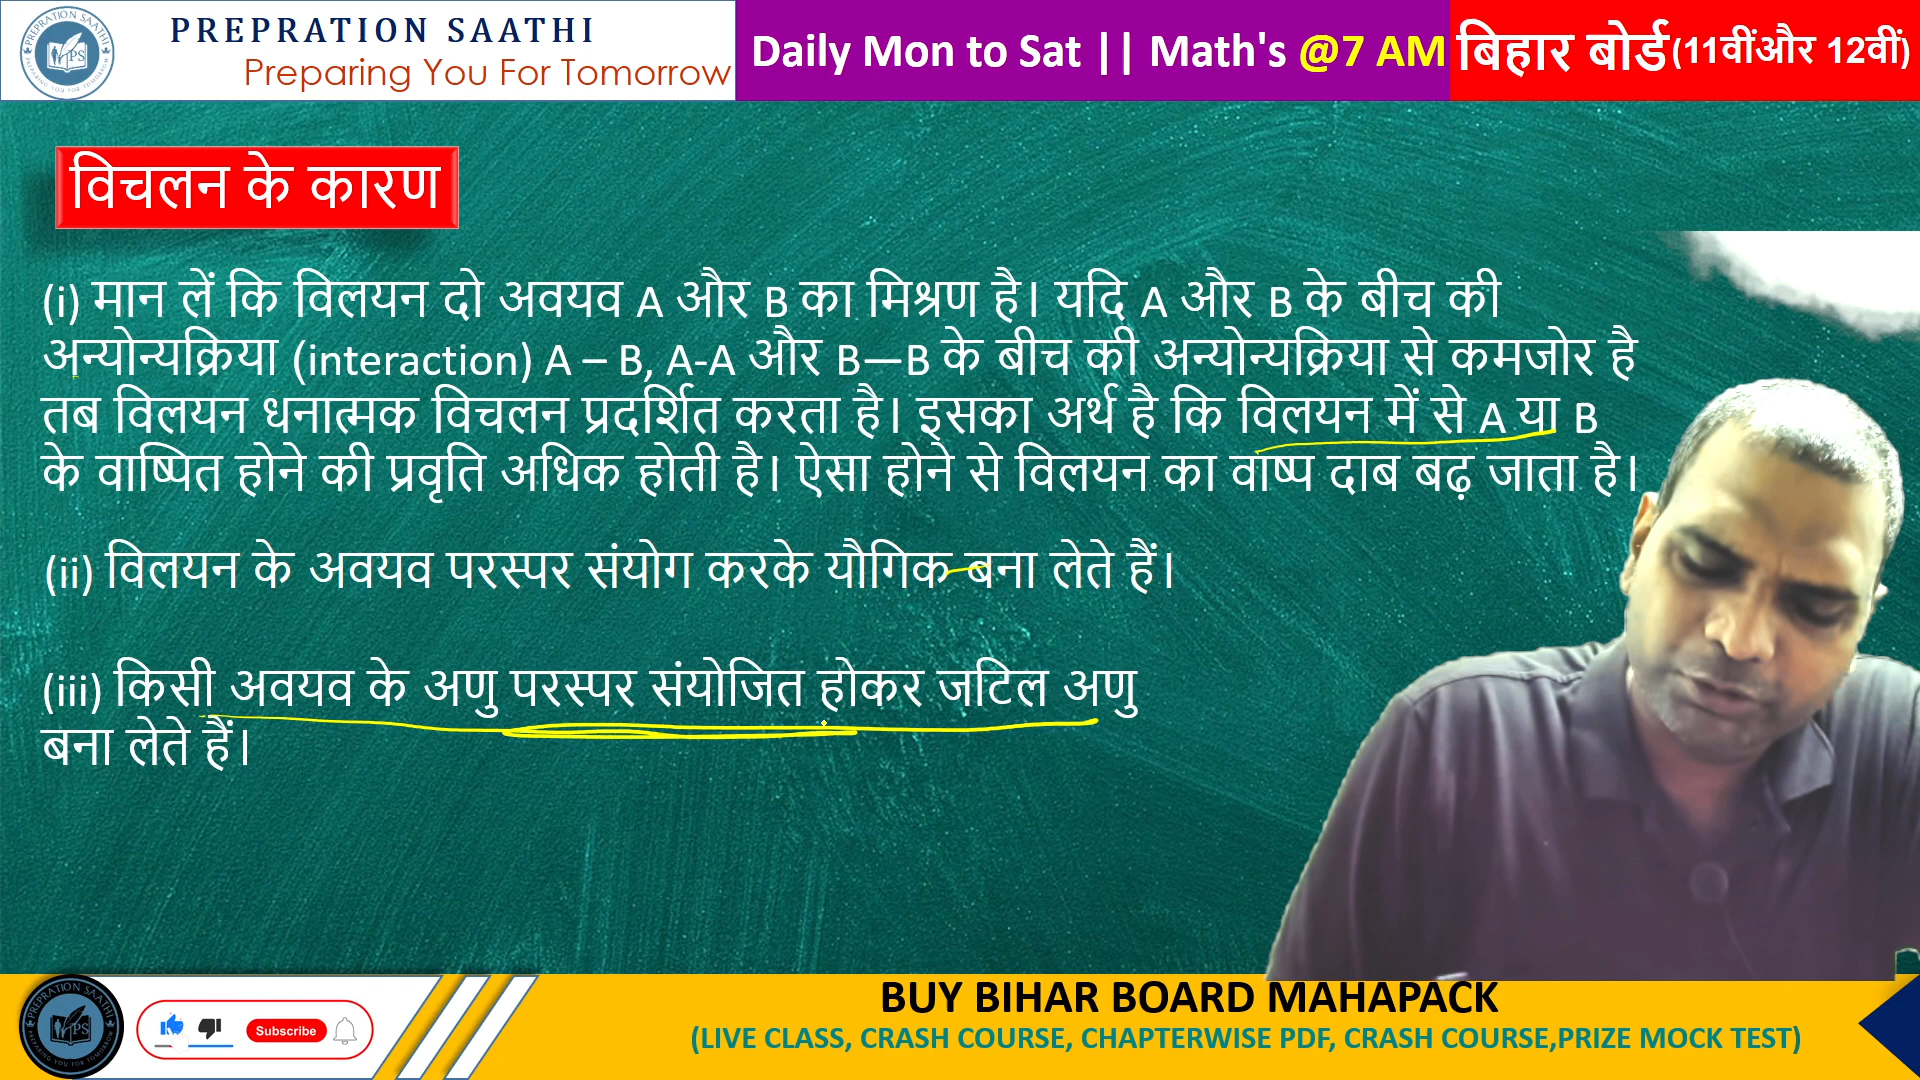 PREPRATION SAATHI
Preparing You For Tomorrow
Daily Mon to Sat || Math's @7 AM
बिहार बोर्ड(11वींऔर 12वीं)
विचलन के कारण
(i) मान लें कि विलयन दो अवयव A और B का मिश्रण है। यदि A और B के बीच की
अन्योन्यक्रिया (interaction) A – B, A-A और B—B के बीच की अन्योन्यक्रिया से कमजोर है
तब विलयन धनात्मक विचलन प्रदर्शित करता है। इसका अर्थ है कि विलयन में से A या B
के वाष्पित होने की प्रवृति अधिक होती है। ऐसा होने से विलयन का वाष्प दाब बढ़ जाता है।
(ii) विलयन के अवयव परस्पर संयोग करके यौगिक बना लेते हैं।
(iii) किसी अवयव के अणु परस्पर संयोजित होकर जटिल अणु
बना लेते हैं।
Subscribe
BUY BIHAR BOARD MAHAPACK
(LIVE CLASS, CRASH COURSE, CHAPTERWISE PDF, CRASH COURSE,PRIZE MOCK TEST)